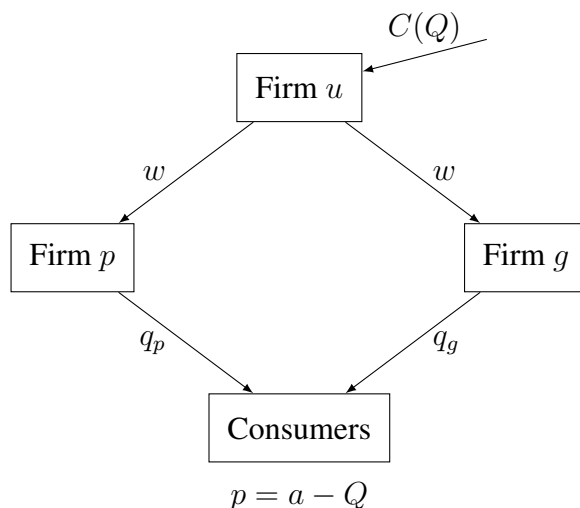 C(Q)
Firm u
w
w
Firm p
Firm g
q_p
q_g
Consumers
p = a − Q